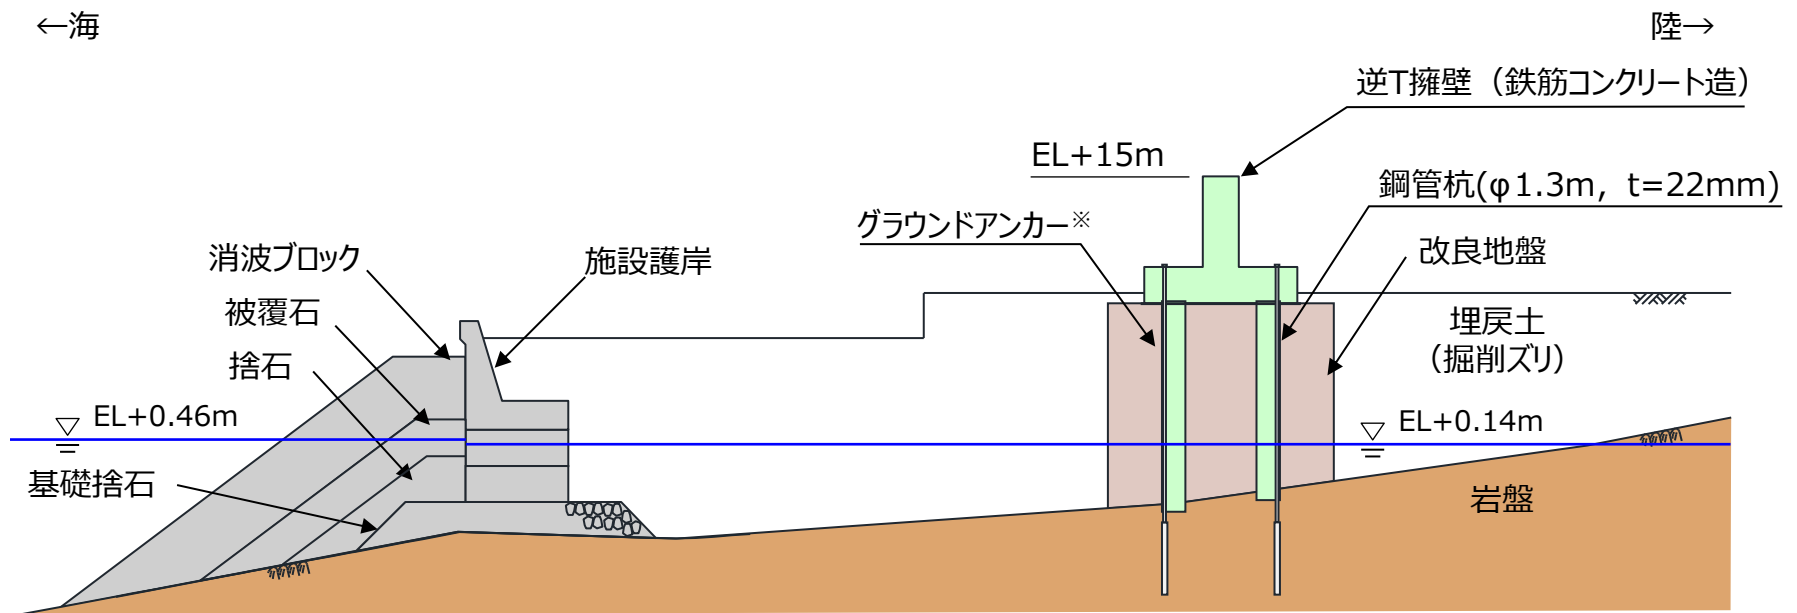 ←海
陸→
逆T擁壁（鉄筋コンクリート造）
EL+15m
鋼管杭(φ1.3m, t=22mm)
グラウンドアンカー※
消波ブロック
施設護岸
改良地盤
被覆石
埋戻土
（掘削ズリ）
捨石
EL+0.46m
EL+0.14m
基礎捨石
岩盤